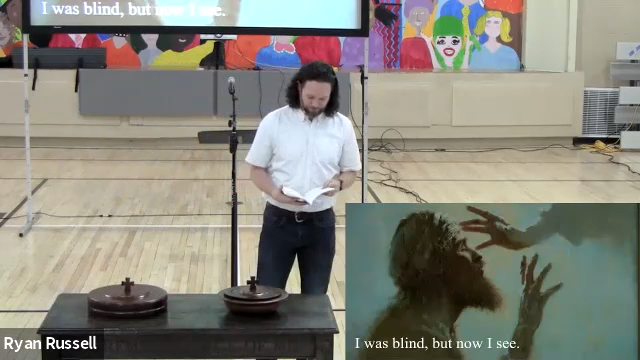 I was blind, but now I see.
Ryan Russell
I was blind, but now I see.